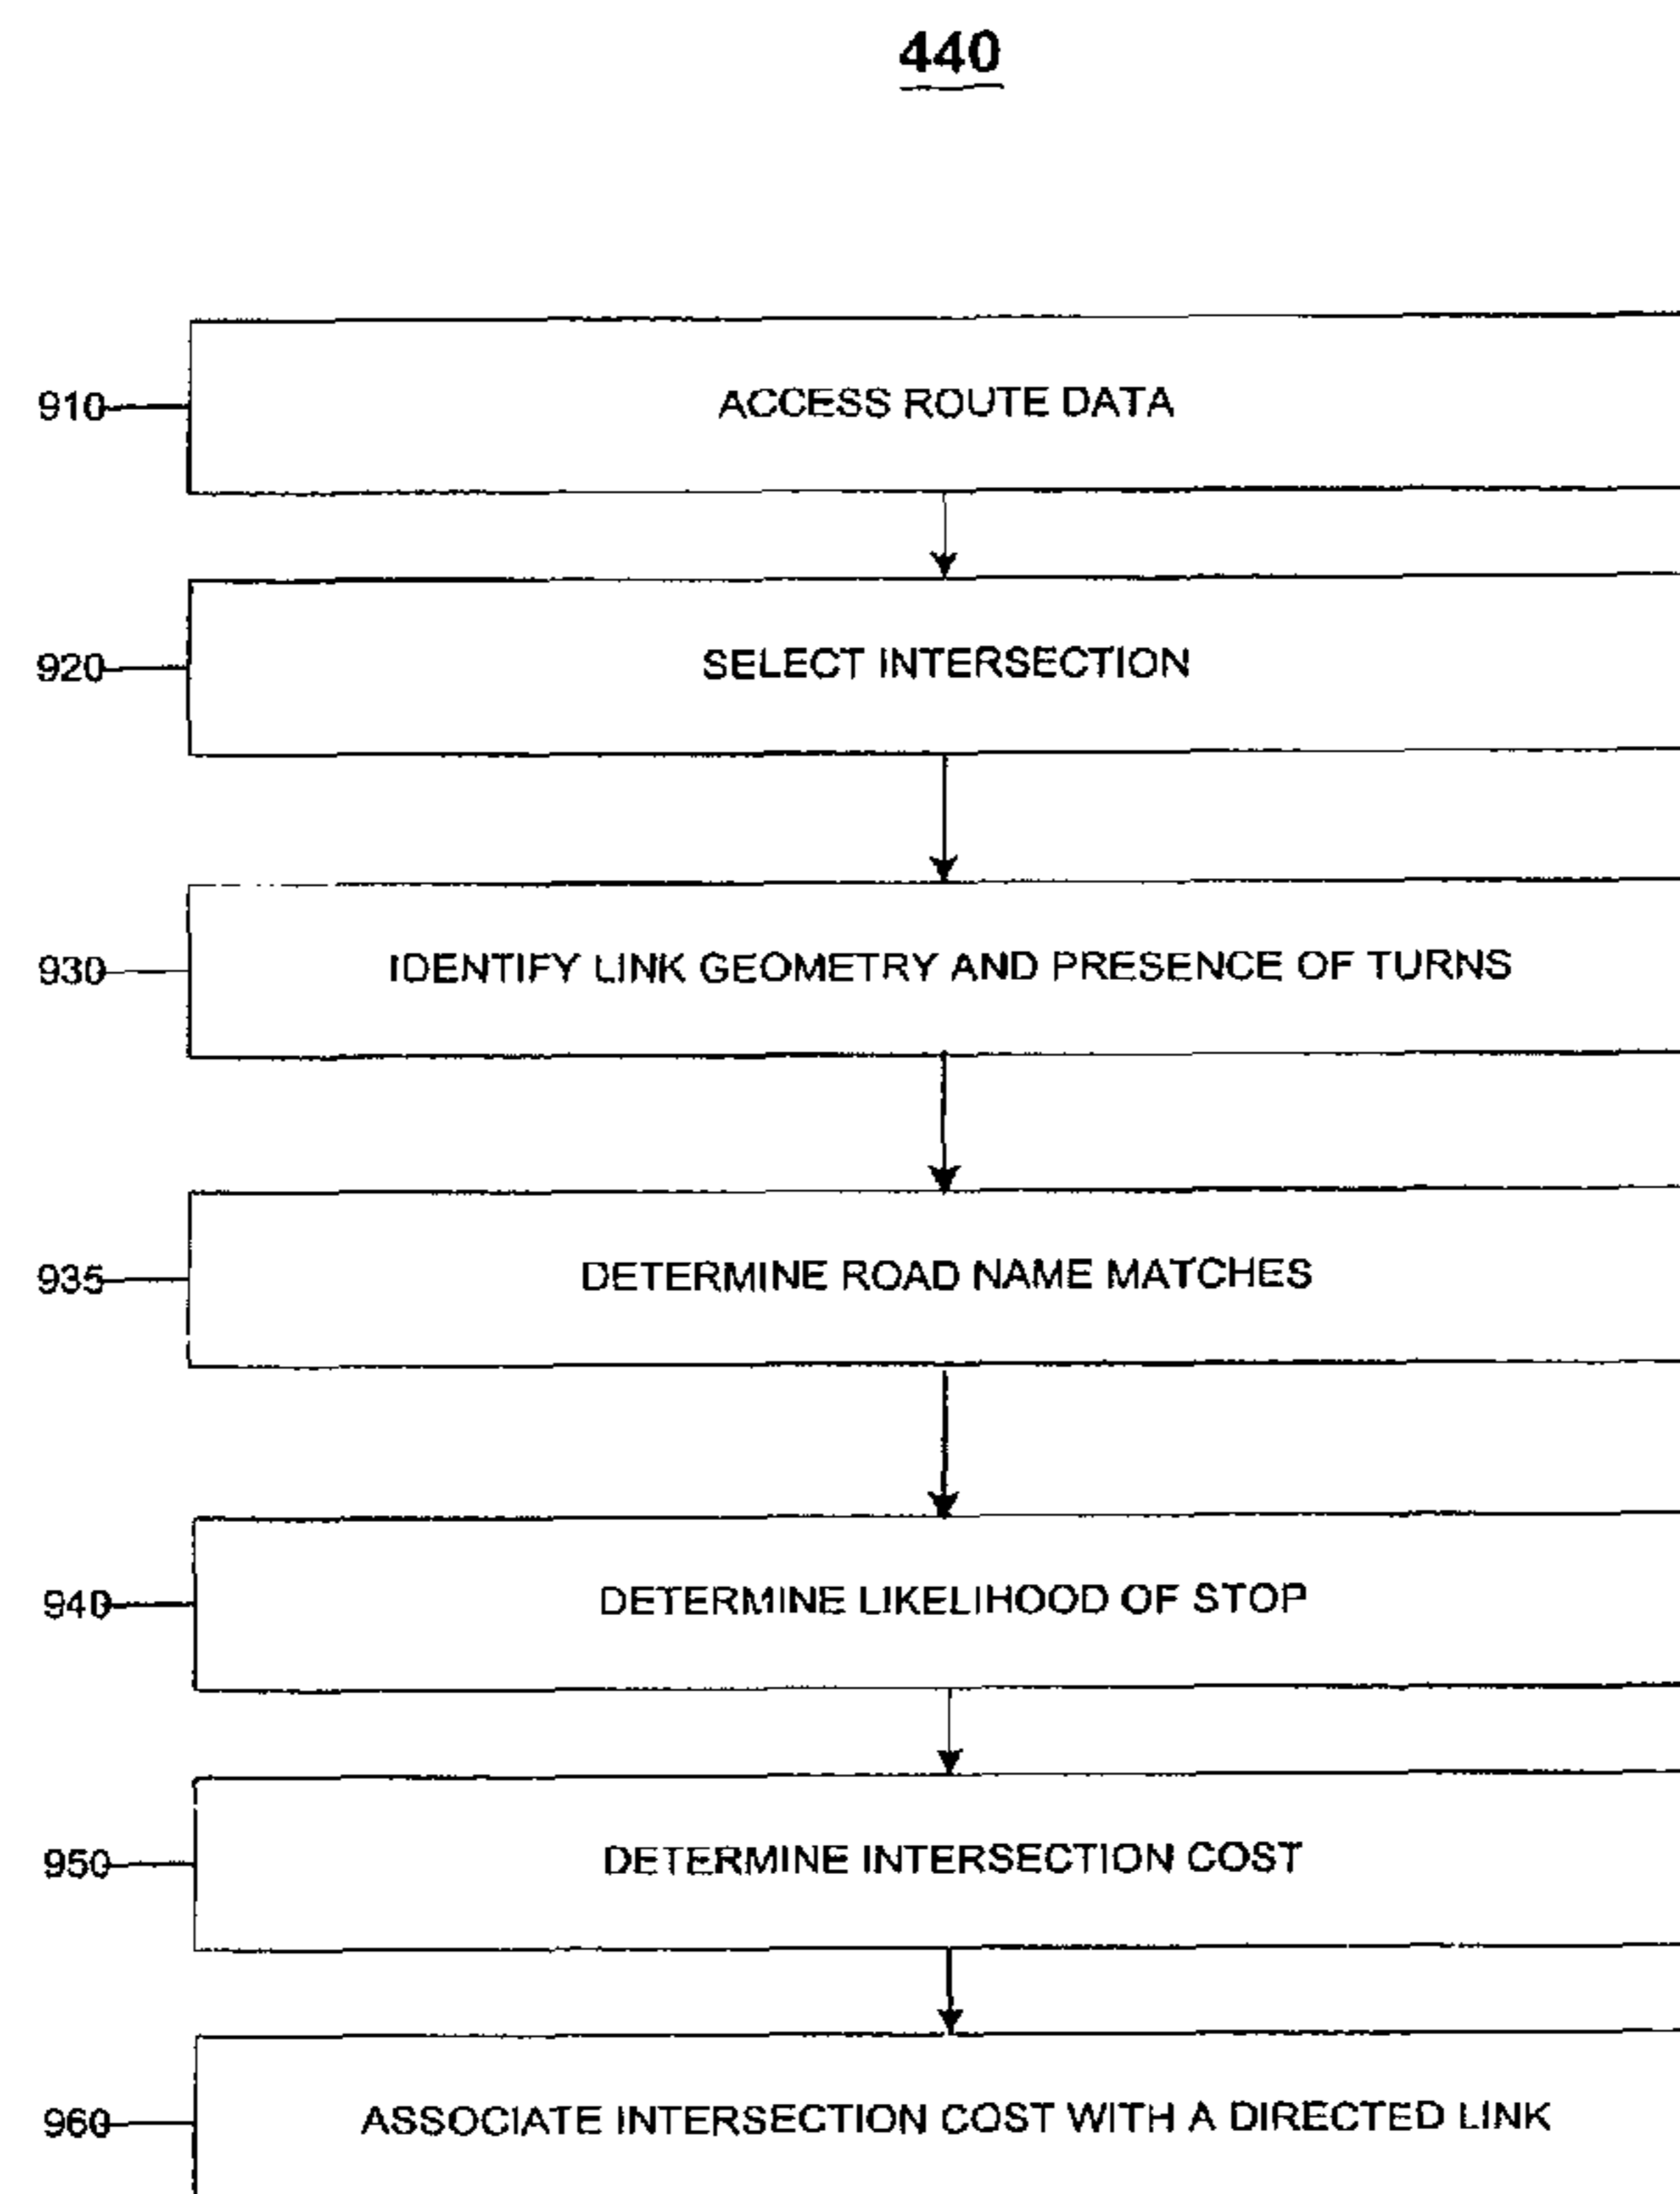 440
910
ACCESS ROUTE DATA
920
SELECT INTERSECTION
930
IDENTIFY LINK GEOMETRY AND PRESENCE OF TURNS
935
DETERMINE ROAD NAME MATCHES
940
DETERMINE LIKELIHOOD OF STOP
950
DETERMINE INTERSECTION COST
960
ASSOCIATE INTERSECTION COST WITH A DIRECTED LINK